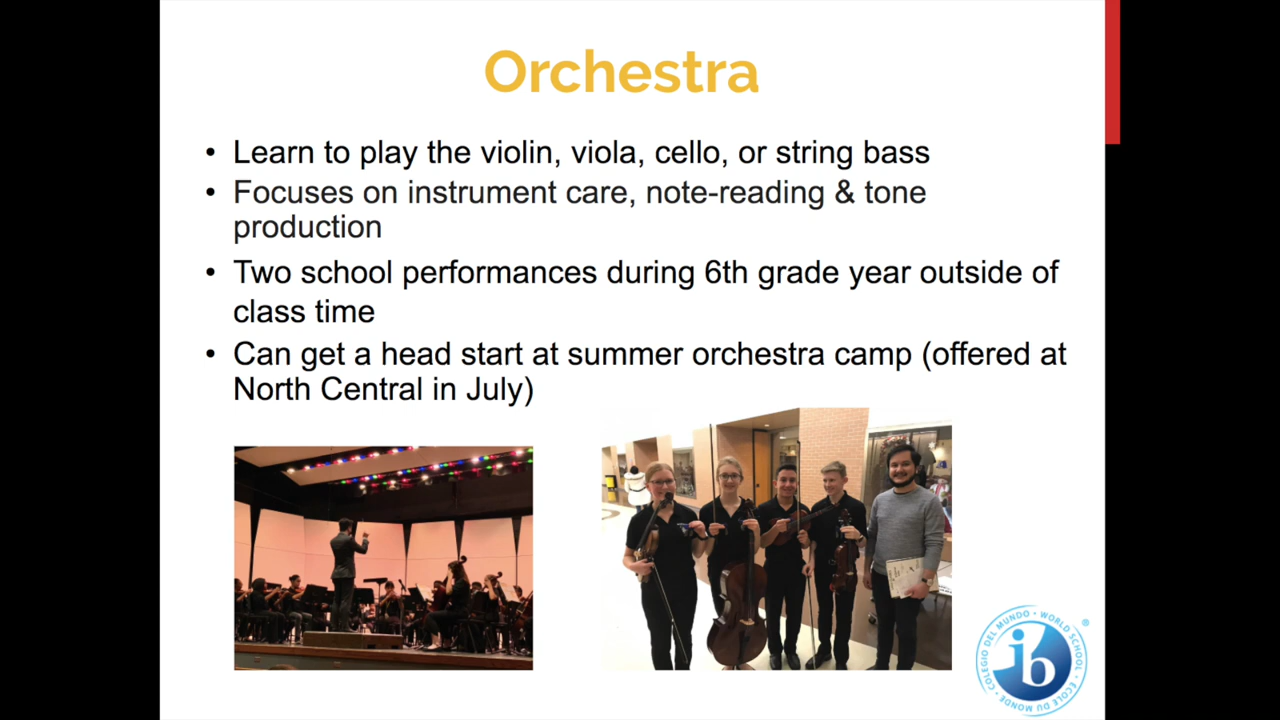 Orchestra
• Learn to play the violin, viola, cello, or string bass
• Focuses on instrument care, note-reading & tone
production
• Two school performances during 6th grade year outside of
class time
• Can get a head start at summer orchestra camp (offered at
North Central in July)
COLEGIO DEL MUNDO • WORLD SCHOOL • ÉCOLE DU MONDE •
ib
®